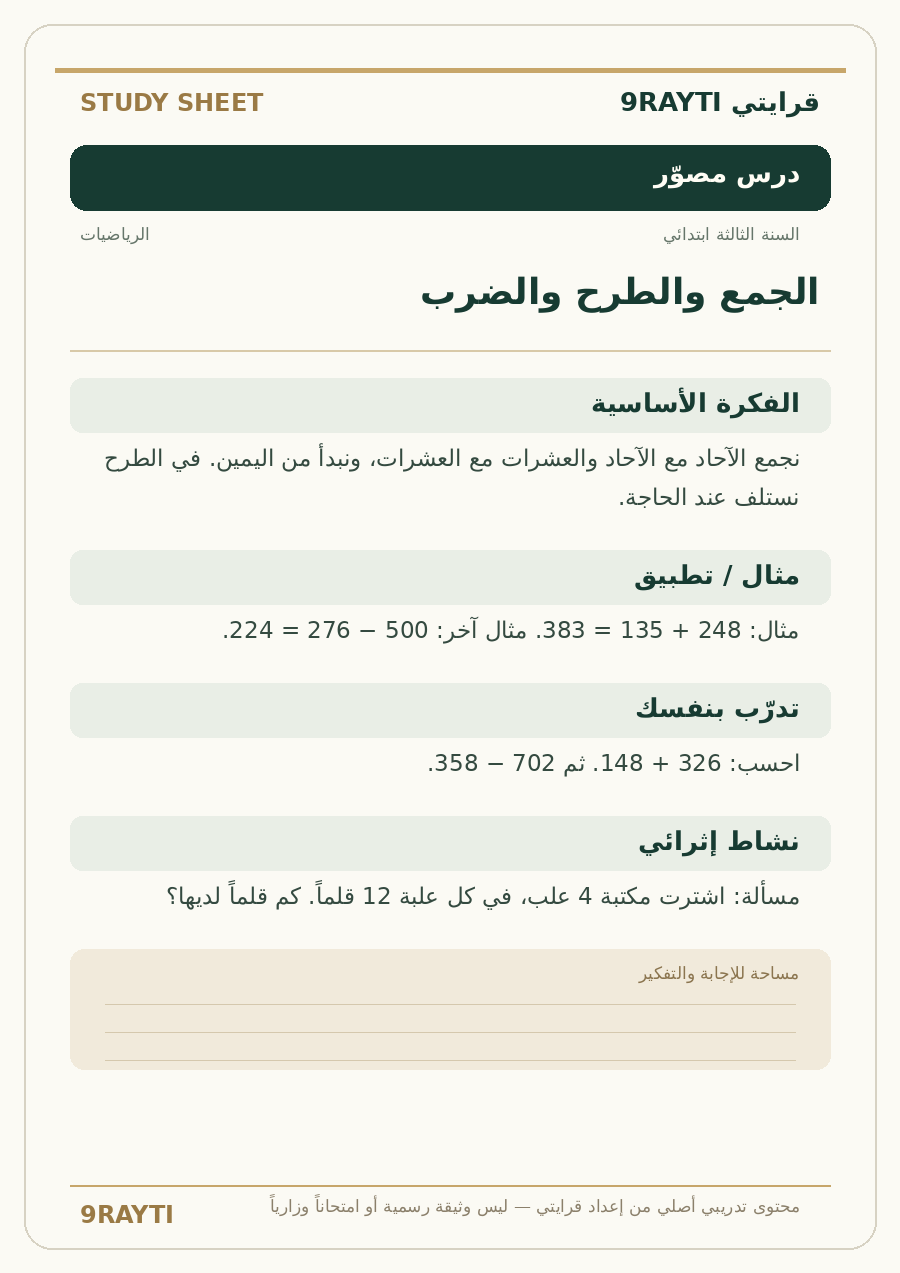 قرايتي 9RAYTI
STUDY SHEET
درس مصوّر
السنة الثالثة ابتدائي
الرياضيات
الجمع والطرح والضرب
الفكرة الأساسية
نجمع الآحاد مع الآحاد والعشرات مع العشرات، ونبدأ من اليمين. في الطرح
نستلف عند الحاجة.
مثال / تطبيق
مثال: 248 + 135 = 383. مثال آخر: 500 − 276 = 224.
تدرّب بنفسك
احسب: 326 + 148. ثم 702 − 358.
نشاط إثرائي
مسألة: اشترت مكتبة 4 علب، في كل علبة 12 قلماً. كم قلماً لديها؟
مساحة للإجابة والتفكير
محتوى تدريبي أصلي من إعداد قرايتي — ليس وثيقة رسمية أو امتحاناً وزارياً
9RAYTI